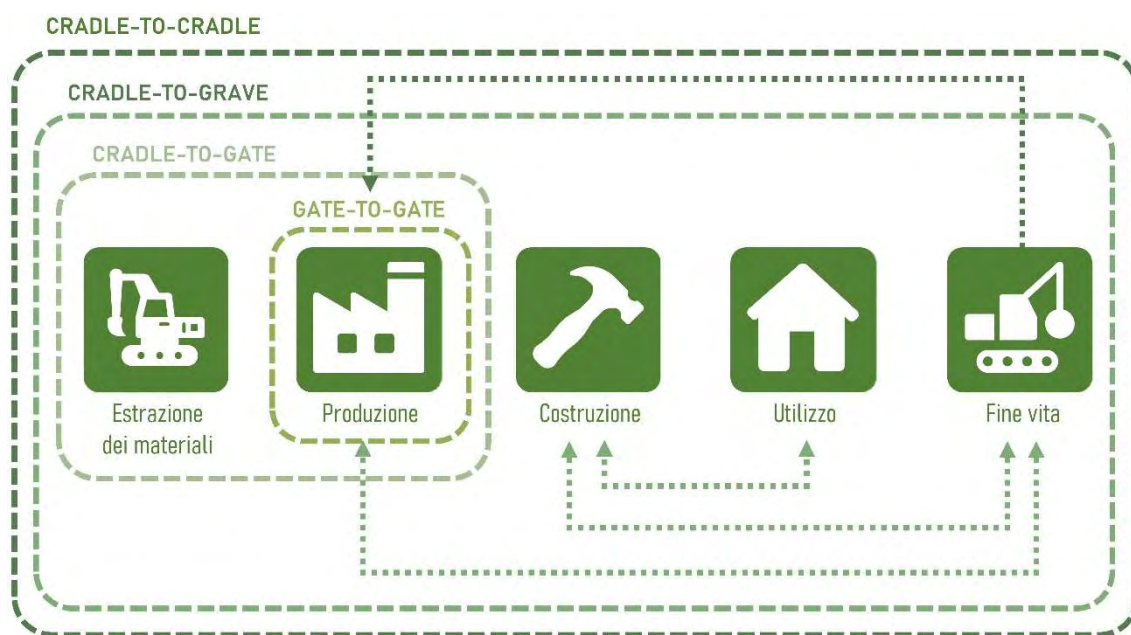 CRADLE-TO-CRADLE
CRADLE-TO-GRAVE
CRADLE-TO-GATE
GATE-TO-GATE
Estrazione
dei materiali
Produzione
Costruzione
Utilizzo
Fine vita